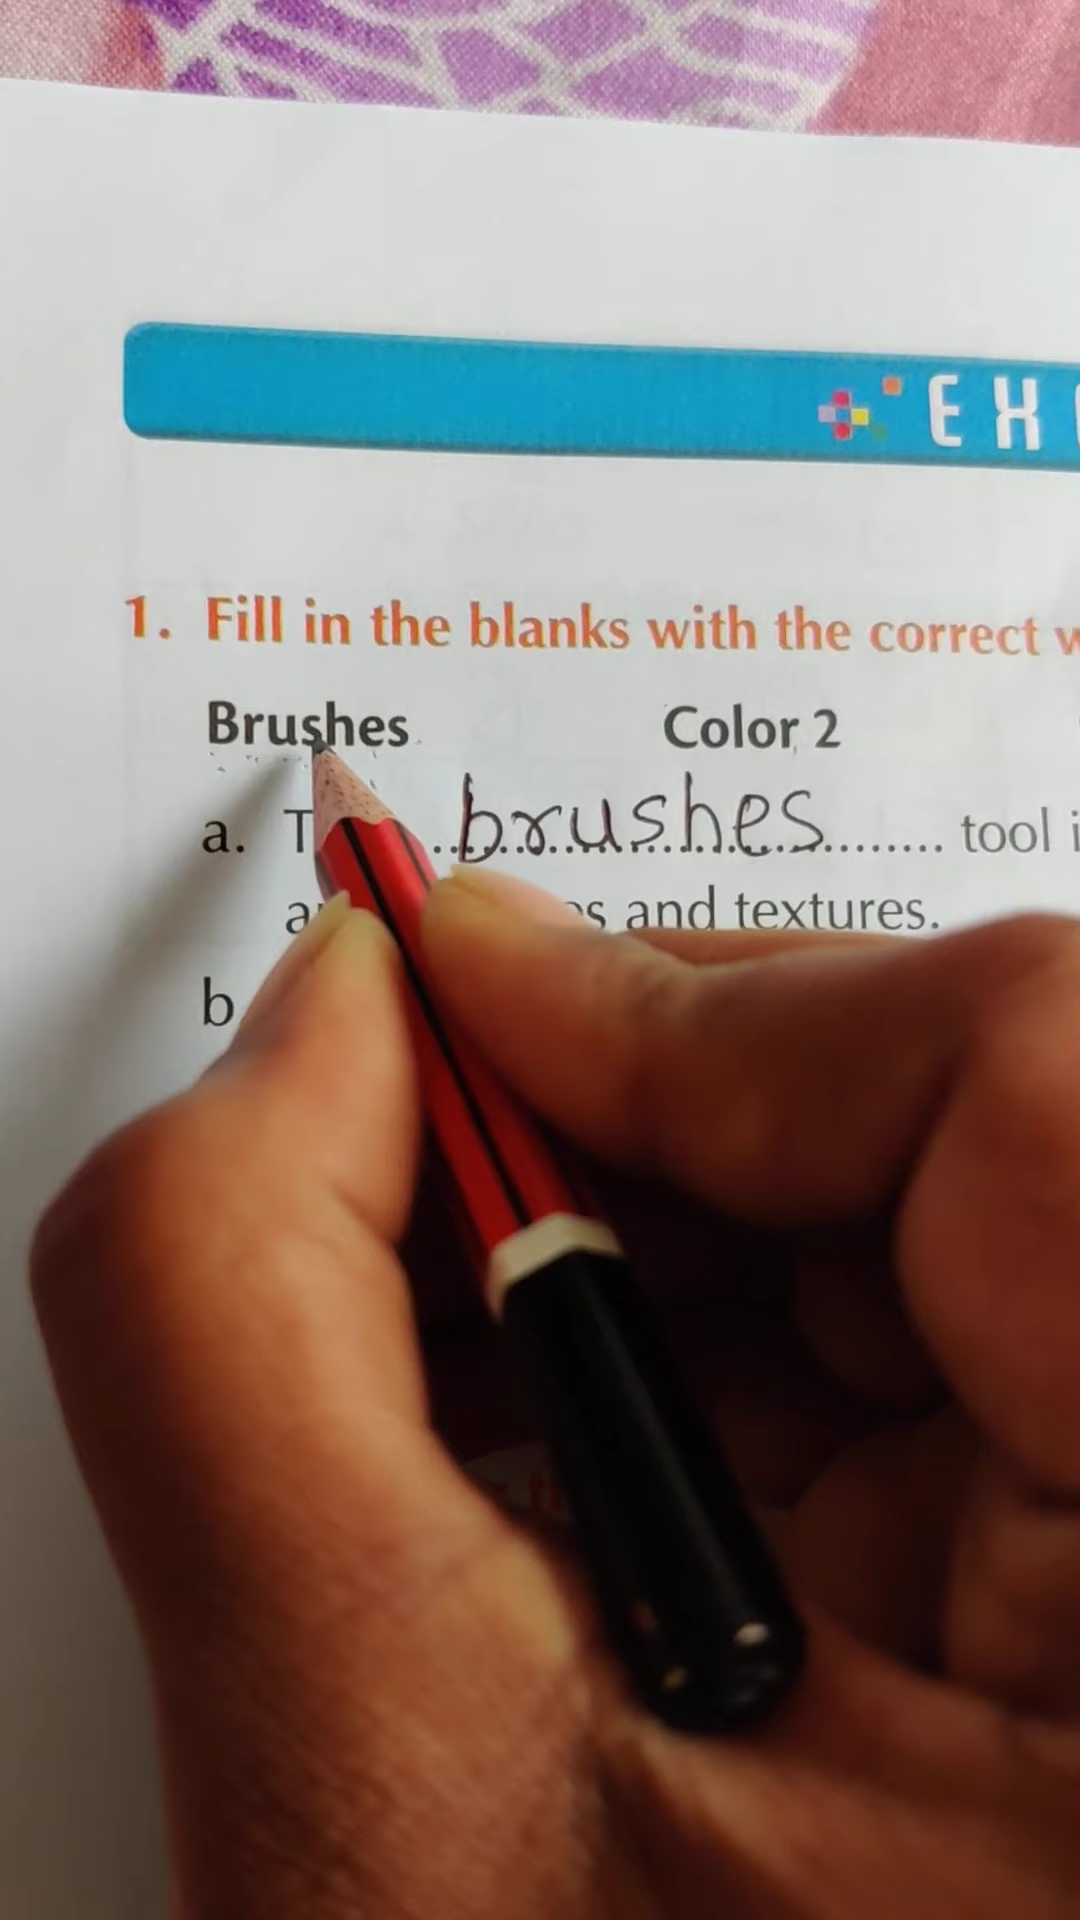 EX
1. Fill in the blanks with the correct
Brushes Color 2
a. brushes tool
and textures.
b